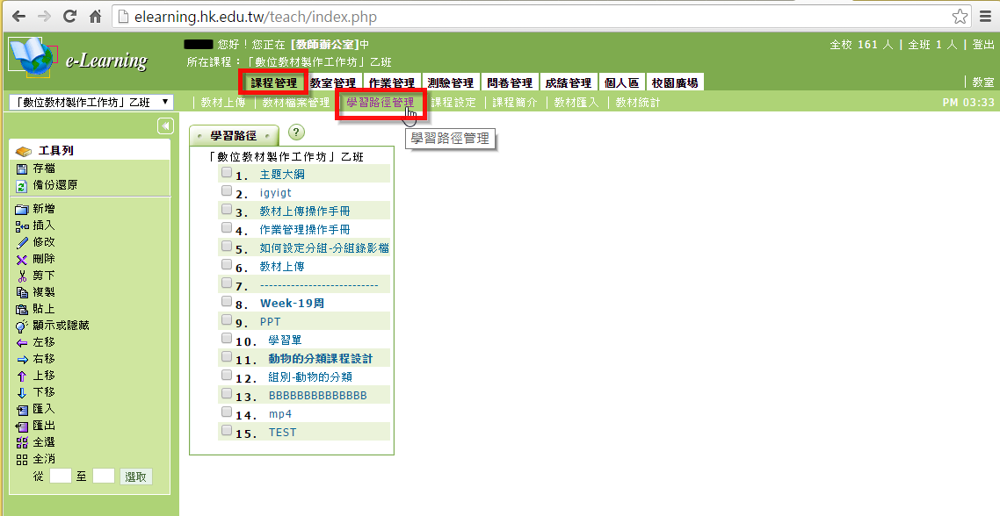 elearning.hk.edu.tw/teach/index.php
e-Learning
您好！您正在 [教師辦公室]中
全校 161 人 | 全班 1 人 | 登出
所在課程：「數位教材製作工作坊」乙班
課程管理 教室管理 作業管理 測驗管理 問卷管理 成績管理 個人區 校園廣場
| 教室
「數位教材製作工作坊」乙班 ▼
| 教材上傳 | 教材檔案管理 學習路徑管理 課程設定 | 課程簡介 | 教材匯入 | 教材統計
PM 03:33
學習路徑管理
工具列
存檔
備份還原
新增
插入
修改
刪除
剪下
複製
貼上
顯示或隱藏
左移
右移
上移
下移
匯入
匯出
全選
全消
從 至 選取
學習路徑 ?
「數位教材製作工作坊」乙班
1. 主題大綱
2. igyigt
3. 教材上傳操作手冊
4. 作業管理操作手冊
5. 如何設定分組-分組錄影檔
6. 教材上傳
7. ---------------------------
8. Week-19周
9. PPT
10. 學習單
11. 動物的分類課程設計
12. 組別-動物的分類
13. BBBBBBBBBBBBBB
14. mp4
15. TEST